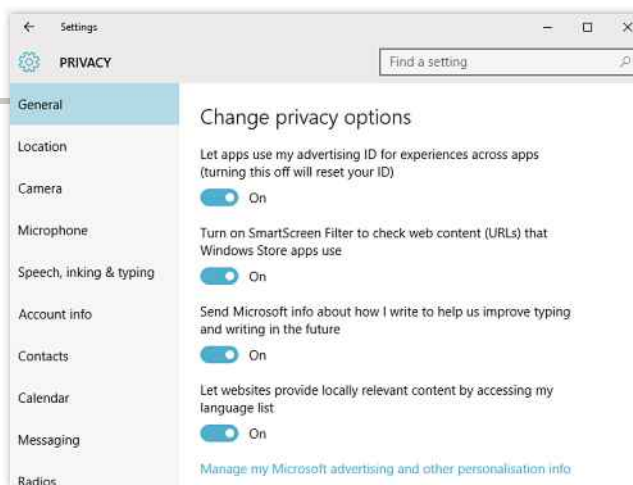 Settings
PRIVACY
Find a setting
General
Location
Camera
Microphone
Speech, inking & typing
Account info
Contacts
Calendar
Messaging
Radios
Change privacy options
Let apps use my advertising ID for experiences across apps
(turning this off will reset your ID)
On
Turn on SmartScreen Filter to check web content (URLs) that
Windows Store apps use
On
Send Microsoft info about how I write to help us improve typing
and writing in the future
On
Let websites provide locally relevant content by accessing my
language list
On
Manage my Microsoft advertising and other personalisation info